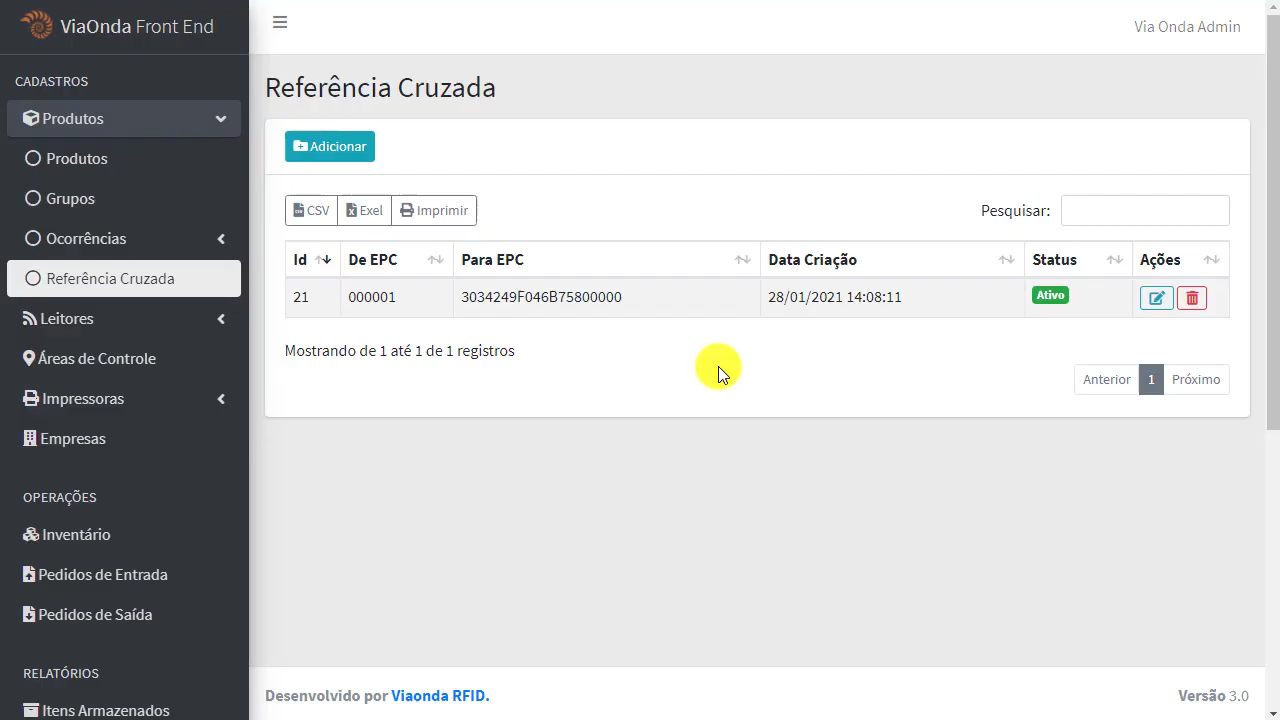 ViaOnda Front End
Via Onda Admin
CADASTROS
Produtos
Produtos
Grupos
Ocorrências
Referência Cruzada
Leitores
Áreas de Controle
Impressoras
Empresas
OPERAÇÕES
Inventário
Pedidos de Entrada
Pedidos de Saída
RELATÓRIOS
Itens Armazenados
Referência Cruzada
Adicionar
CSV Exel Imprimir Pesquisar:
Id De EPC Para EPC Data Criação Status Ações
21 000001 3034249F046B75800000 28/01/2021 14:08:11 Ativo
Mostrando de 1 até 1 de 1 registros
Anterior 1 Próximo
Desenvolvido por Viaonda RFID. Versão 3.0